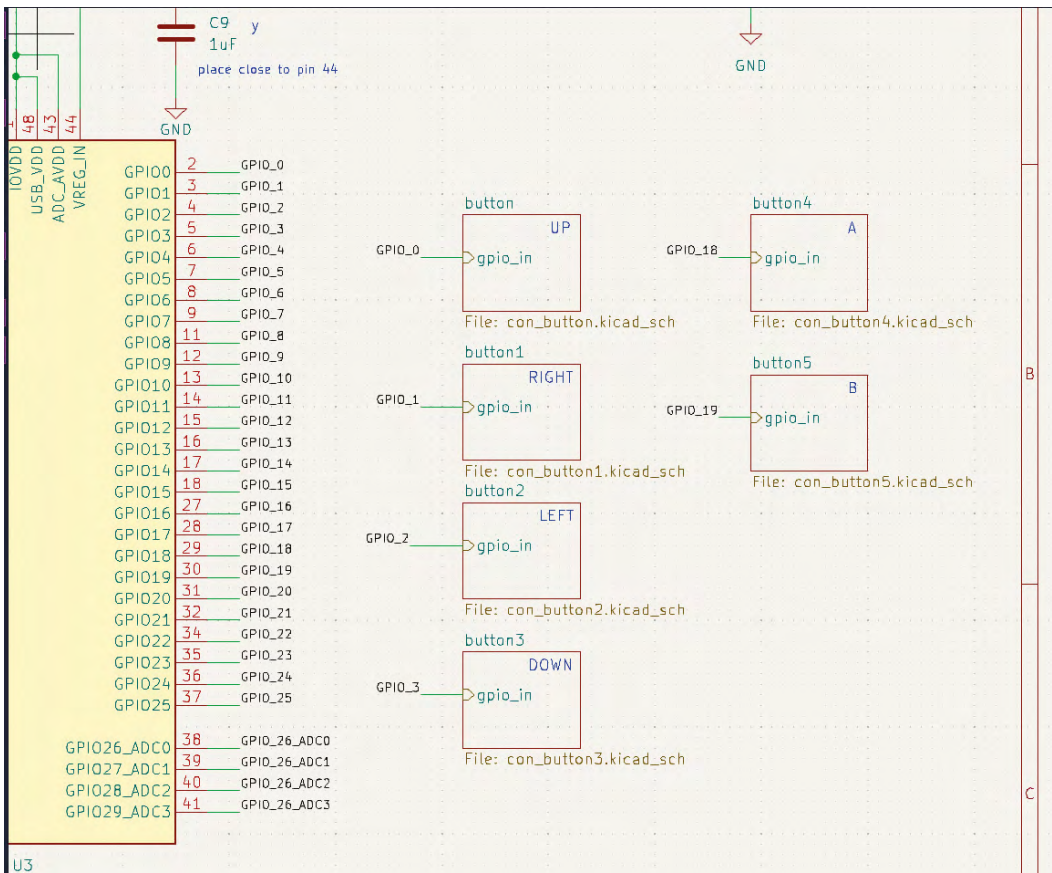 C9 y
1uF
place close to pin 44
GND
GND
48
43
44
IOVDD
USB_VDD
ADC_AVDD
VREG_IN
GPIO0 2 GPIO_0
GPIO1 3 GPIO_1
GPIO2 4 GPIO_2
GPIO3 5 GPIO_3
GPIO4 6 GPIO_4
GPIO5 7 GPIO_5
GPIO6 8 GPIO_6
GPIO7 9 GPIO_7
GPIO8 11 GPIO_8
GPIO9 12 GPIO_9
GPIO10 13 GPIO_10
GPIO11 14 GPIO_11
GPIO12 15 GPIO_12
GPIO13 16 GPIO_13
GPIO14 17 GPIO_14
GPIO15 18 GPIO_15
GPIO16 27 GPIO_16
GPIO17 28 GPIO_17
GPIO18 29 GPIO_18
GPIO19 30 GPIO_19
GPIO20 31 GPIO_20
GPIO21 32 GPIO_21
GPIO22 34 GPIO_22
GPIO23 35 GPIO_23
GPIO24 36 GPIO_24
GPIO25 37 GPIO_25
GPIO26_ADC0 38 GPIO_26_ADC0
GPIO27_ADC1 39 GPIO_26_ADC1
GPIO28_ADC2 40 GPIO_26_ADC2
GPIO29_ADC3 41 GPIO_26_ADC3
U3
button
UP
GPIO_0 gpio_in
File: con_button.kicad_sch
button1
RIGHT
GPIO_1 gpio_in
File: con_button1.kicad_sch
button2
LEFT
GPIO_2 gpio_in
File: con_button2.kicad_sch
button3
DOWN
GPIO_3 gpio_in
File: con_button3.kicad_sch
button4
A
GPIO_18 gpio_in
File: con_button4.kicad_sch
button5
B
GPIO_19 gpio_in
File: con_button5.kicad_sch
B
C